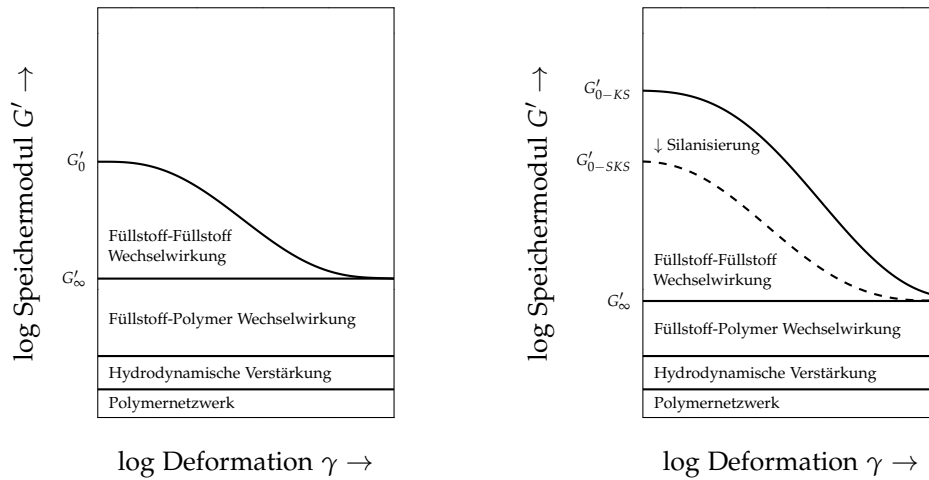 log Speichermodul G′ →
G′0
Füllstoff-Füllstoff
Wechselwirkung
G′∞
Füllstoff-Polymer Wechselwirkung
Hydrodynamische Verstärkung
Polymernetzwerk
log Deformation γ →
log Speichermodul G′ →
G′0−KS
↓ Silanisierung
G′0−SKS
Füllstoff-Füllstoff
Wechselwirkung
G′∞
Füllstoff-Polymer Wechselwirkung
Hydrodynamische Verstärkung
Polymernetzwerk
log Deformation γ →